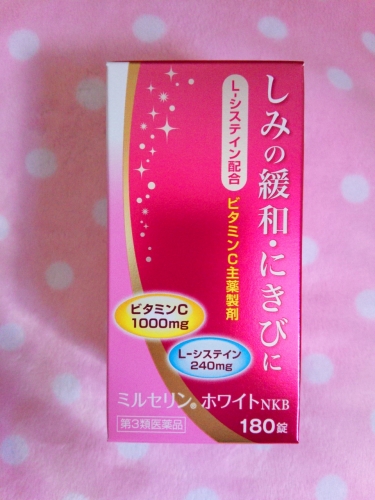 しみの緩和・にきびに
L-システイン配合
ビタミンC主薬製剤
ビタミンC
1000mg
L-システイン
240mg
ミルセリン®ホワイトNKB
第3類医薬品
180錠